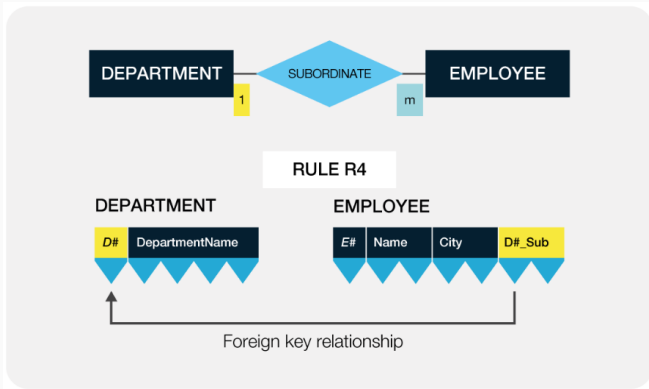 DEPARTMENT
SUBORDINATE
EMPLOYEE
1
m
RULE R4
DEPARTMENT
EMPLOYEE
D# DepartmentName
E# Name City D#_Sub
Foreign key relationship